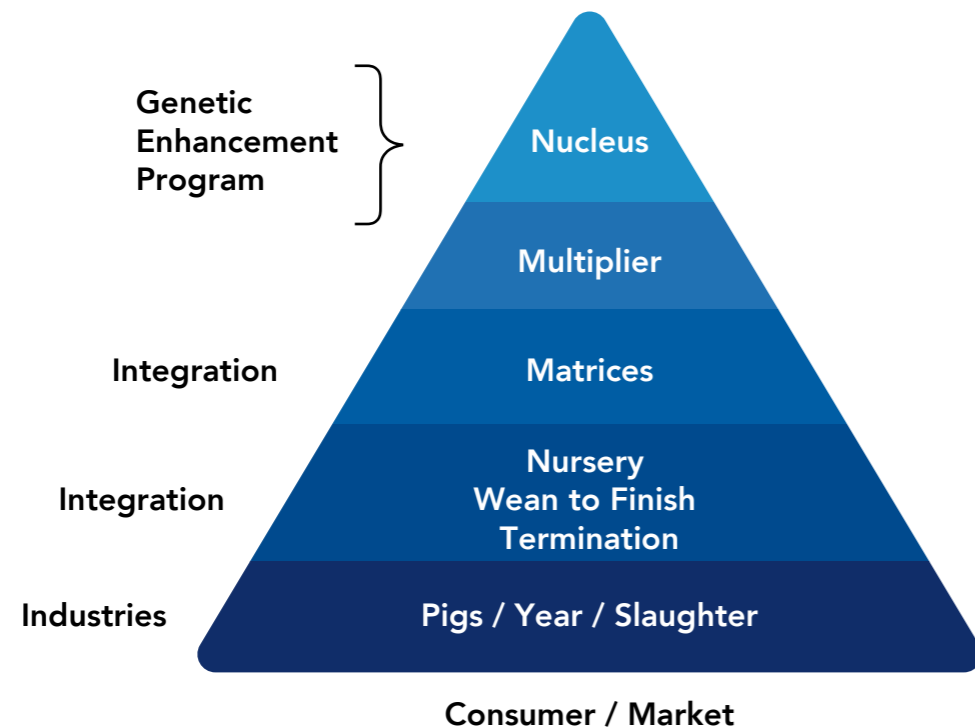 Genetic
Enhancement
Program
Nucleus
Multiplier
Integration
Matrices
Integration
Nursery
Wean to Finish
Termination
Industries
Pigs / Year / Slaughter
Consumer / Market